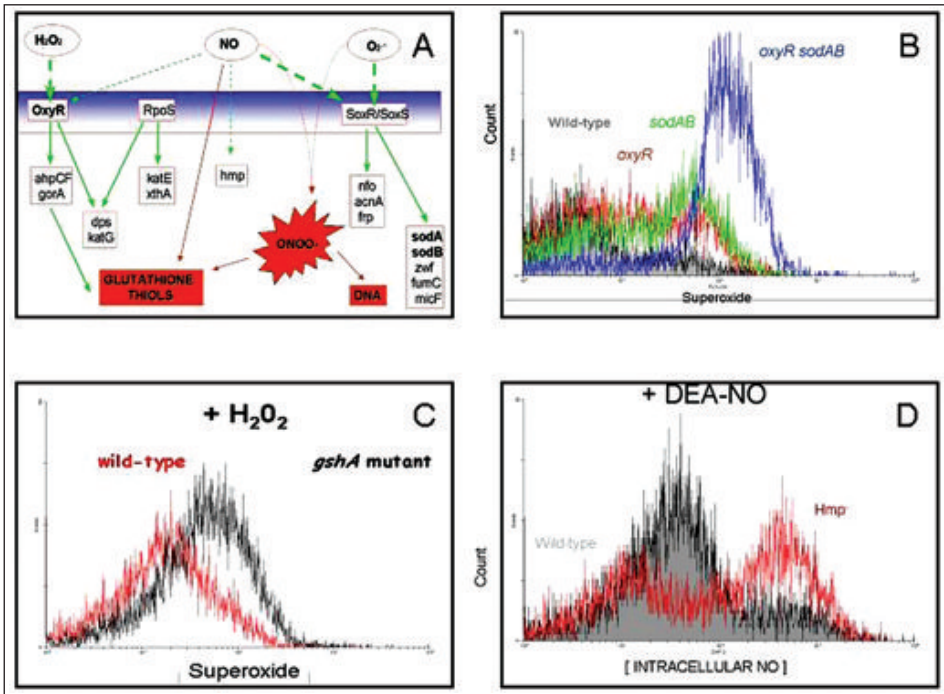 A
H₂O₂
NO
O₂·⁻
OxyR
RpoS
SoxR/SoxS
ahpCF
gorA
katE
xthA
hmp
nfo
acnA
frp
dps
katG
ONOO-
sodA
sodB
zwf
fumC
micF
GLUTATHIONE
THIOLS
DNA
B
oxyR sodAB
Wild-type
sodAB
oxyR
Count
Superoxide
C
+ H₂0₂
wild-type
gshA mutant
Superoxide
D
+ DEA-NO
Hmp⁻
Wild-type
Count
[ INTRACELLULAR NO ]